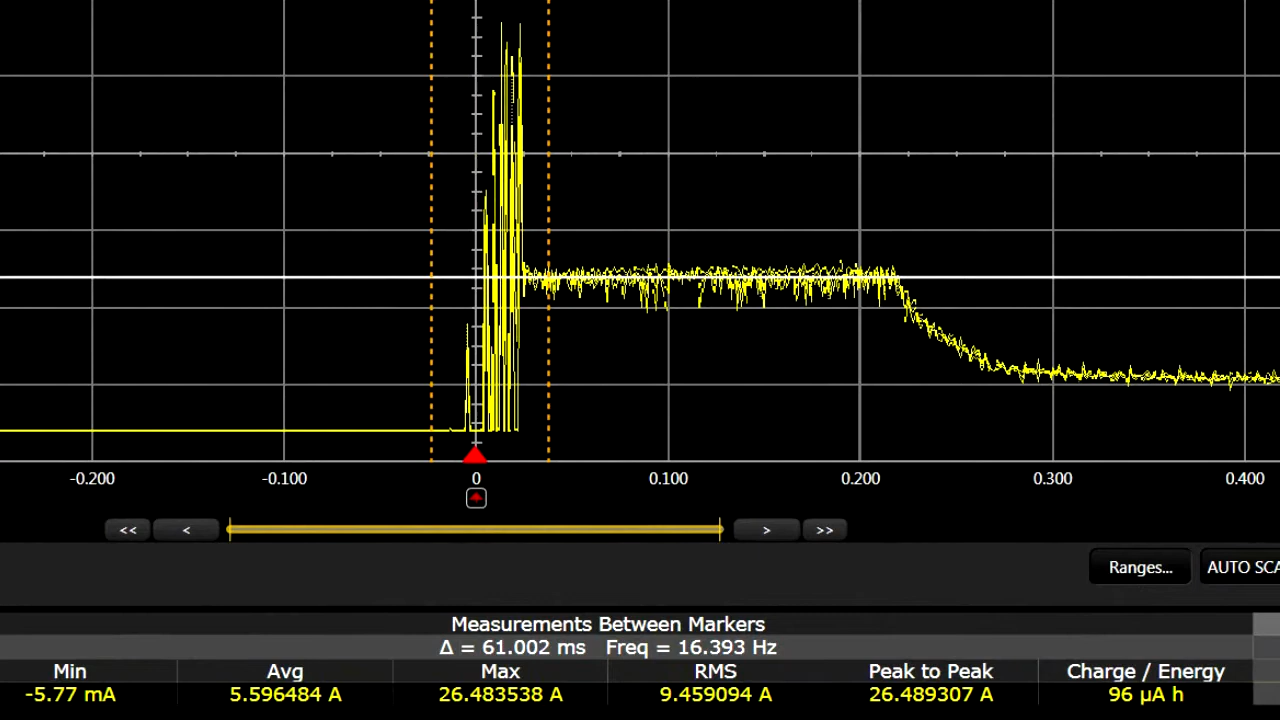 -0.200 -0.100 0 0.100 0.200 0.300 0.400
<< < > >>
Ranges... AUTO SCA
Measurements Between Markers
Δ = 61.002 ms Freq = 16.393 Hz
Min Avg Max RMS Peak to Peak Charge / Energy
-5.77 mA 5.596484 A 26.483538 A 9.459094 A 26.489307 A 96 µA h